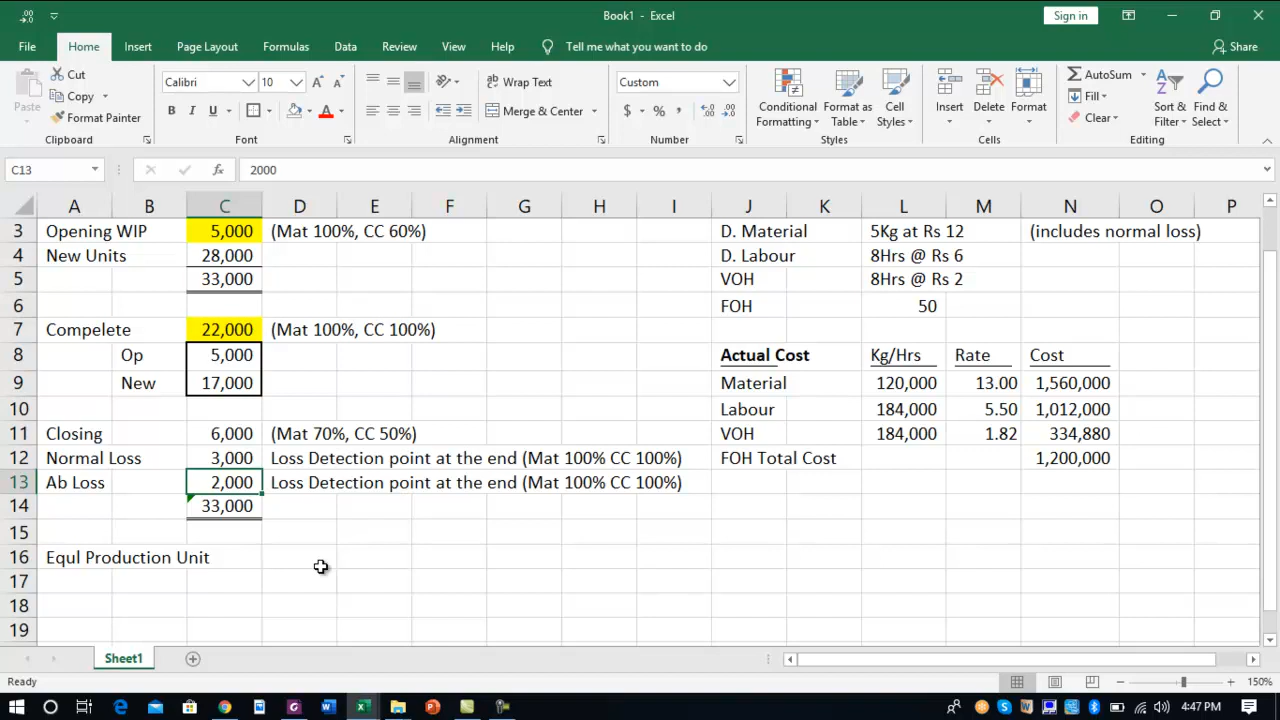 Book1 - Excel
Sign in
File Home Insert Page Layout Formulas Data Review View Help Tell me what you want to do Share
Paste Cut Copy Format Painter
Calibri 10
B I U A
Wrap Text
Merge & Center
Custom
$ % ,
Conditional Formatting Format as Table Cell Styles
Insert Delete Format
AutoSum Fill Clear
Sort & Filter Find & Select
Clipboard Font Alignment Number Styles Cells Editing
C13 fx 2000
A B C D E F G H I J K L M N O P
3 Opening WIP 5,000 (Mat 100%, CC 60%) D. Material 5Kg at Rs 12 (includes normal loss)
4 New Units 28,000 D. Labour 8Hrs @ Rs 6
5 33,000 VOH 8Hrs @ Rs 2
6 FOH 50
7 Compelete 22,000 (Mat 100%, CC 100%)
8 Op 5,000 Actual Cost Kg/Hrs Rate Cost
9 New 17,000 Material 120,000 13.00 1,560,000
10 Labour 184,000 5.50 1,012,000
11 Closing 6,000 (Mat 70%, CC 50%) VOH 184,000 1.82 334,880
12 Normal Loss 3,000 Loss Detection point at the end (Mat 100% CC 100%) FOH Total Cost 1,200,000
13 Ab Loss 2,000 Loss Detection point at the end (Mat 100% CC 100%)
14 33,000
15
16 Equl Production Unit
17
18
19
Sheet1
Ready 150%
4:47 PM